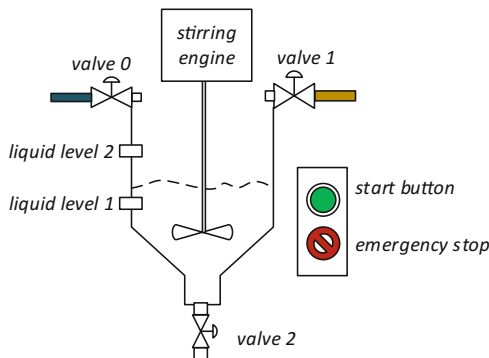 stirring
engine
valve 0
valve 1
liquid level 2
liquid level 1
start button
emergency stop
valve 2